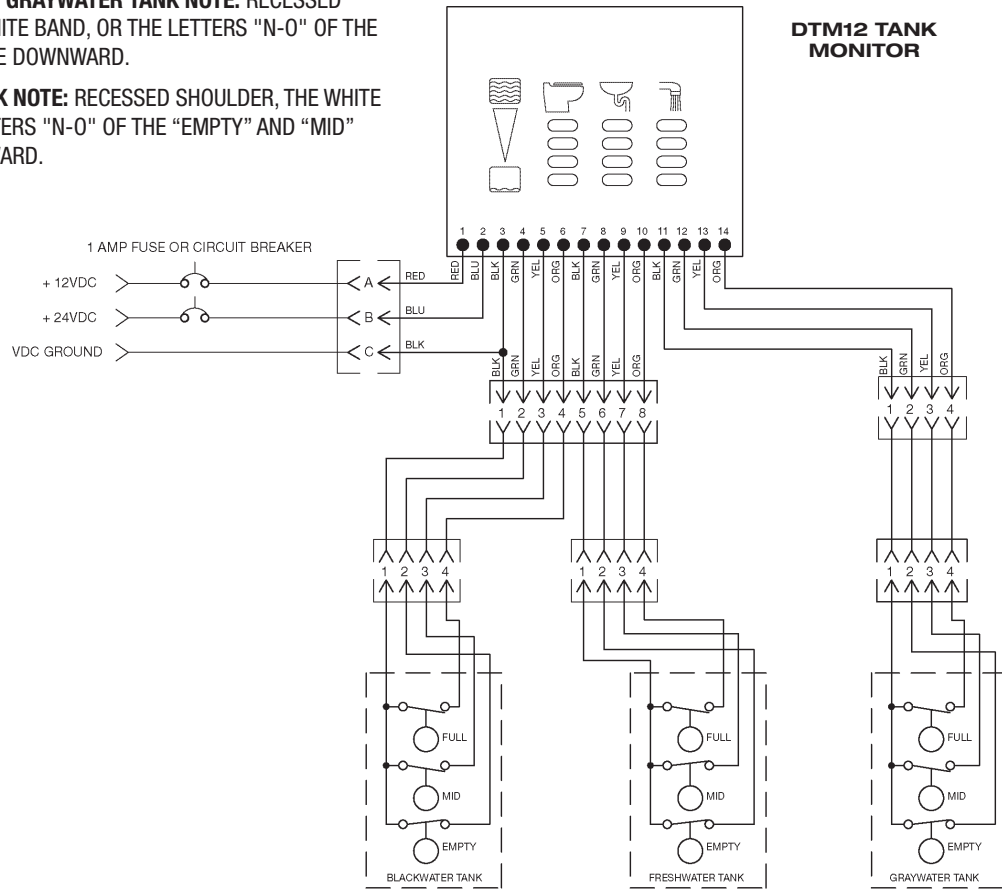 GRAYWATER TANK NOTE: RECESSED
BAND, OR THE LETTERS "N-O" OF THE
DOWNWARD.
NOTE: RECESSED SHOULDER, THE WHITE
"N-O" OF THE “EMPTY” AND “MID”
DTM12 TANK
MONITOR
1 2 3 4 5 6 7 8 9 10 11 12 13 14
RED BLU BLK GRN YEL ORG BLK GRN YEL ORG BLK GRN YEL ORG
1 AMP FUSE OR CIRCUIT BREAKER
+ 12VDC A RED
+ 24VDC B BLU
VDC GROUND C BLK
BLK GRN YEL ORG BLK GRN YEL ORG
1 2 3 4 5 6 7 8
BLK GRN YEL ORG
1 2 3 4
1 2 3 4
1 2 3 4
1 2 3 4
FULL
MID
EMPTY
BLACKWATER TANK
FULL
MID
EMPTY
FRESHWATER TANK
FULL
MID
EMPTY
GRAYWATER TANK